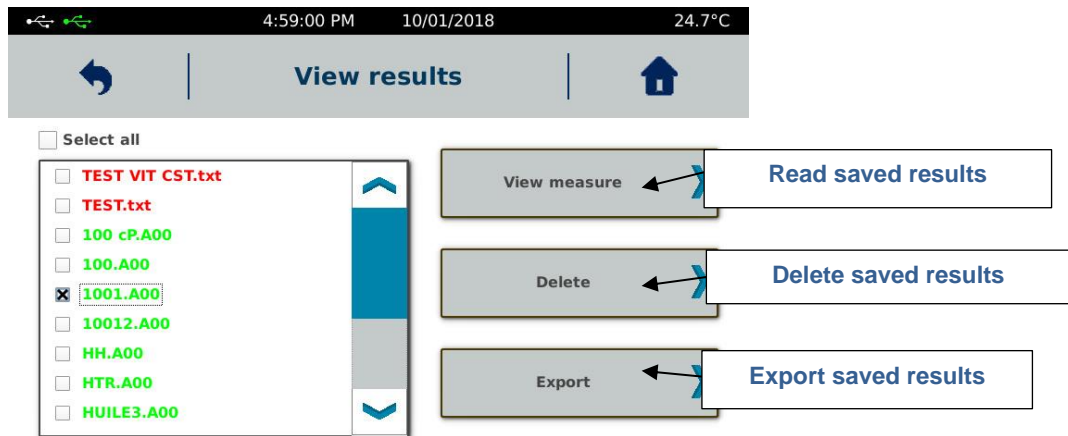 4:59:00 PM 10/01/2018 24.7°C
View results
Select all
TEST VIT CST.txt
TEST.txt
100 cP.A00
100.A00
1001.A00
10012.A00
HH.A00
HTR.A00
HUILE3.A00
View measure
Read saved results
Delete
Delete saved results
Export
Export saved results